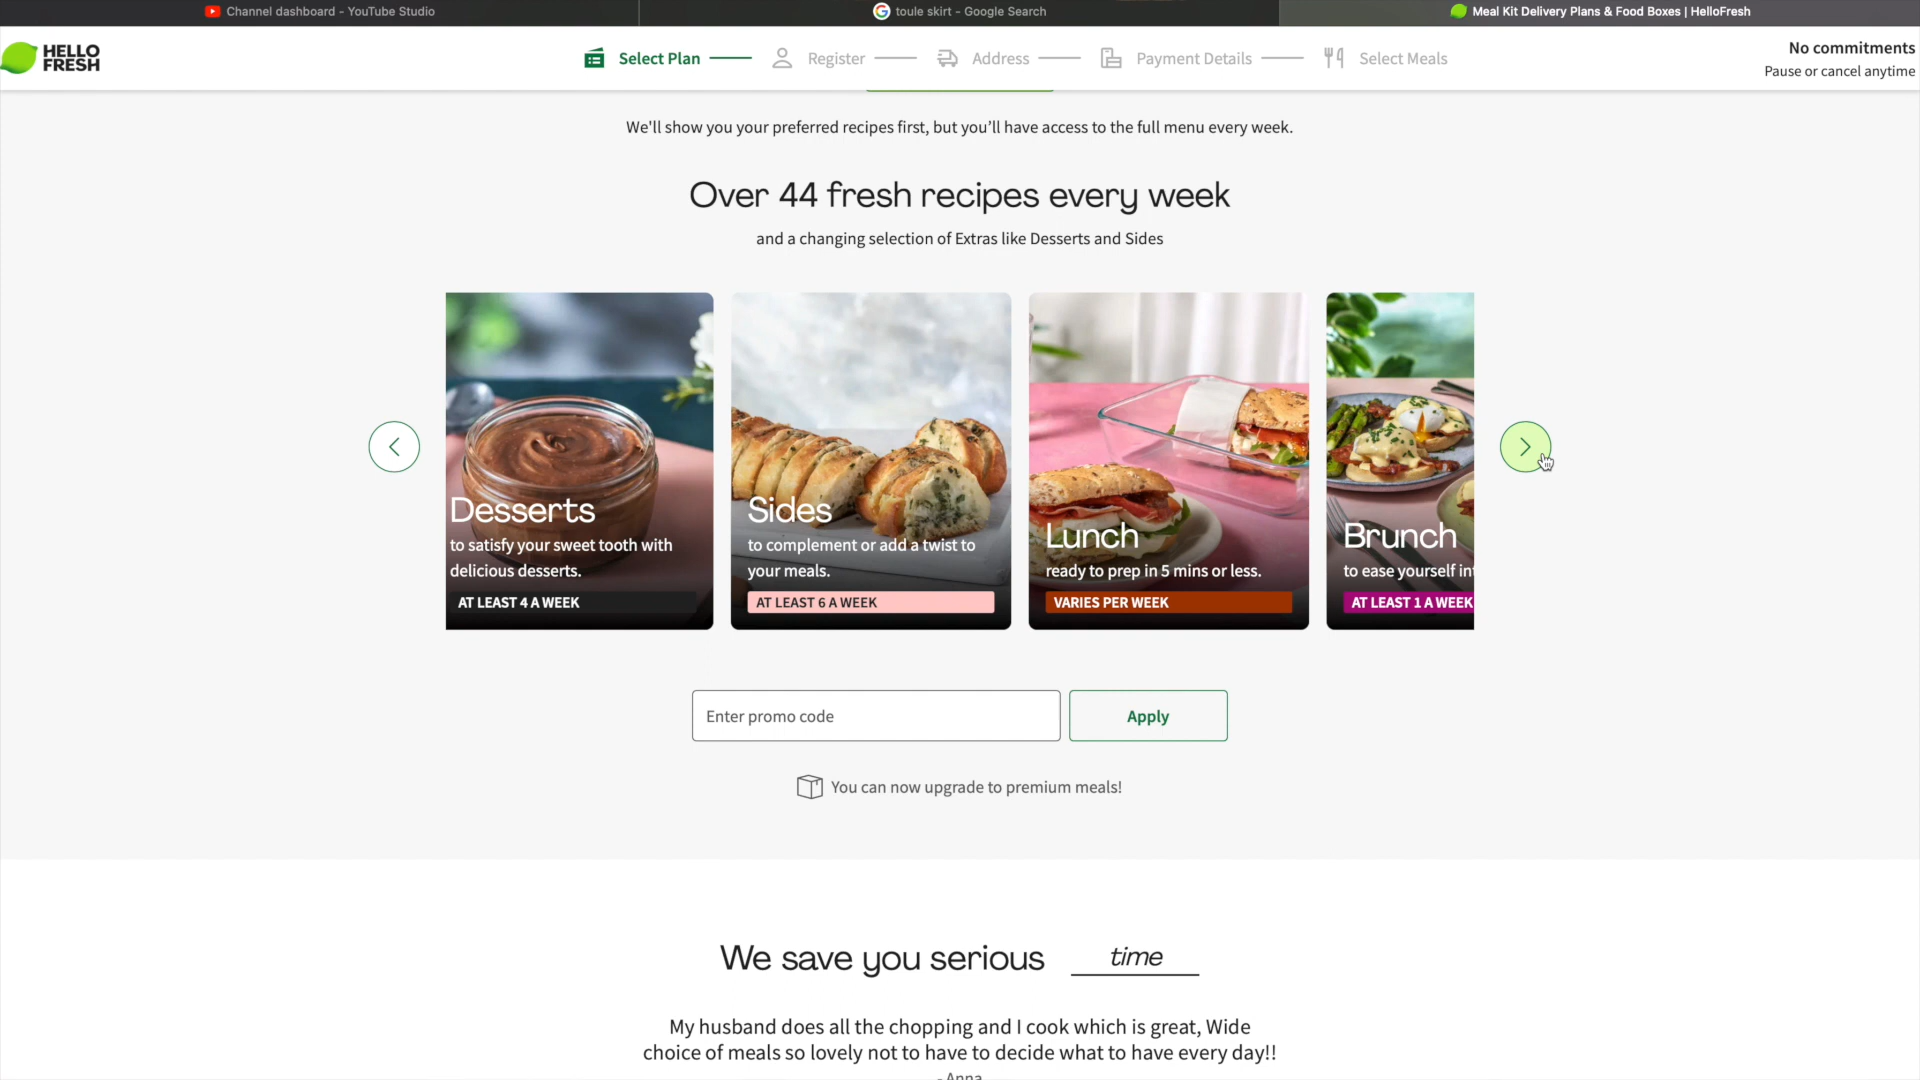 Channel dashboard - YouTube Studio
toule skirt - Google Search
Meal Kit Delivery Plans & Food Boxes | HelloFresh
HELLO
FRESH
Select Plan
Register
Address
Payment Details
Select Meals
No commitments
Pause or cancel anytime
We'll show you your preferred recipes first, but you’ll have access to the full menu every week.
Over 44 fresh recipes every week
and a changing selection of Extras like Desserts and Sides
Desserts
to satisfy your sweet tooth with
delicious desserts.
AT LEAST 4 A WEEK
Sides
to complement or add a twist to
your meals.
AT LEAST 6 A WEEK
Lunch
ready to prep in 5 mins or less.
VARIES PER WEEK
Brunch
to ease yourself int
AT LEAST 1 A WEEK
Enter promo code
Apply
You can now upgrade to premium meals!
We save you serious time
My husband does all the chopping and I cook which is great, Wide
choice of meals so lovely not to have to decide what to have every day!!
- Anna